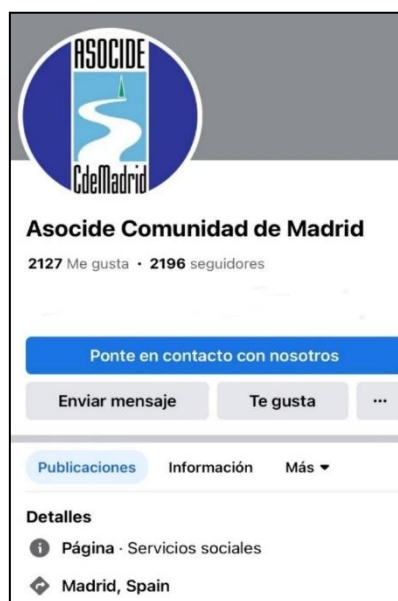 ASOCIDE
CdeMadrid
Asocide Comunidad de Madrid
2127 Me gusta · 2196 seguidores
Ponte en contacto con nosotros
Enviar mensaje Te gusta ...
Publicaciones Información Más
Detalles
Página · Servicios sociales
Madrid, Spain